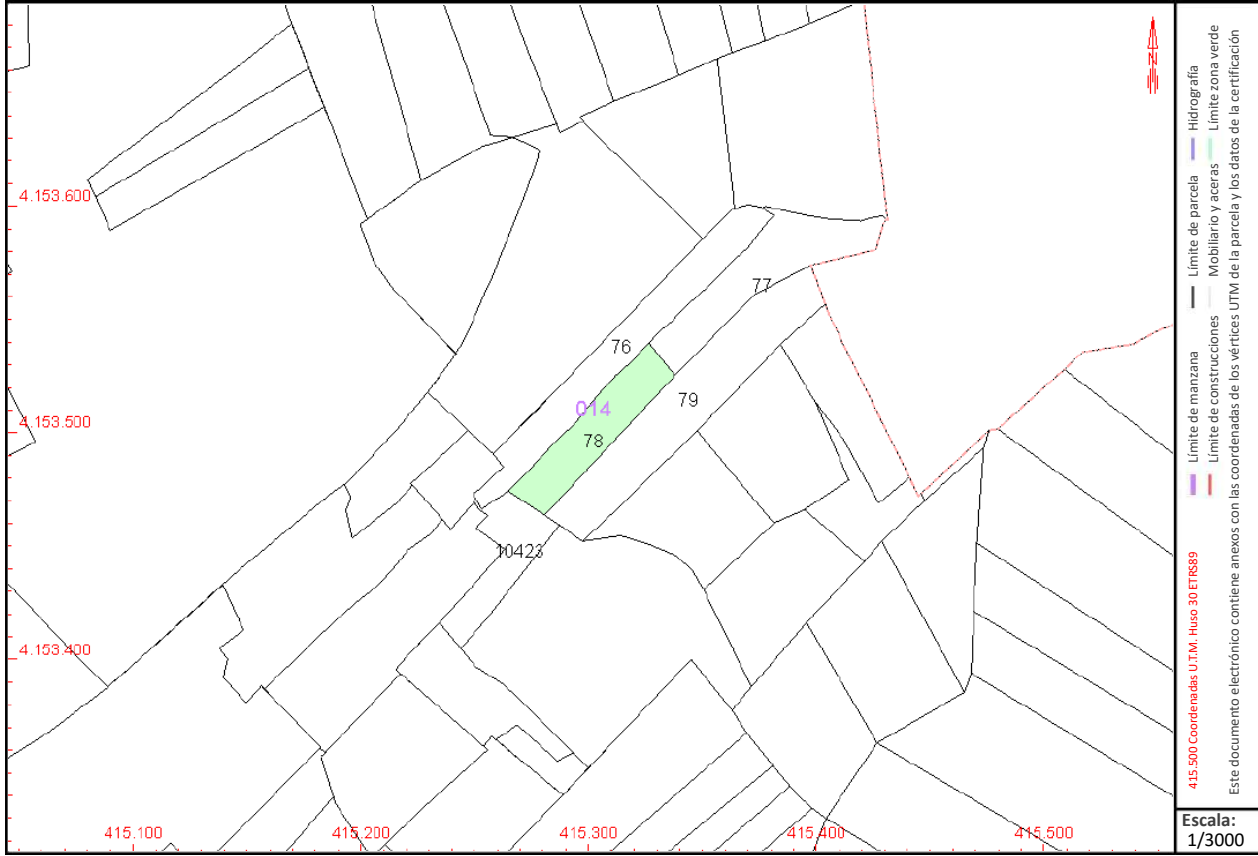 N
4.153.600
77
76
4.153.500
014
79
78
10423
4.153.400
415.100
415.200
415.300
415.400
415.500
415.500 Coordenadas U.T.M. Huso 30 ETRS89
Límite de manzana
Límite de parcela
Hidrografía
Límite de construcciones
Mobiliario y aceras
Límite zona verde
Este documento electrónico contiene anexos con las coordenadas de los vértices UTM de la parcela y los datos de la certificación
Escala:
1/3000